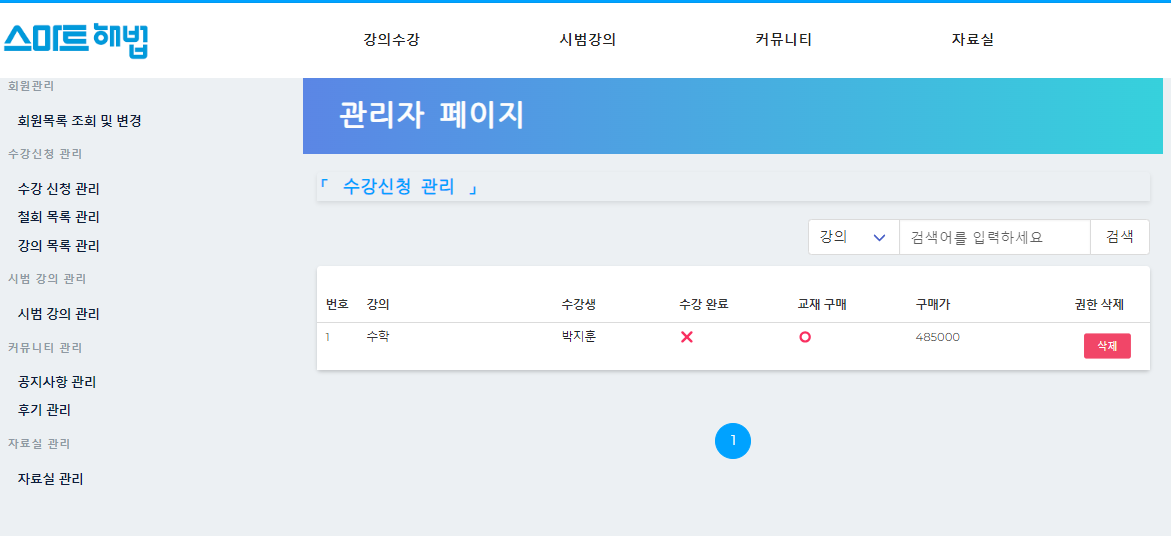 스마트해법
강의수강 시범강의 커뮤니티 자료실
회원관리
회원목록 조회 및 변경
수강신청 관리
수강 신청 관리
철회 목록 관리
강의 목록 관리
시범 강의 관리
시범 강의 관리
커뮤니티 관리
공지사항 관리
후기 관리
자료실 관리
자료실 관리
관리자 페이지
「 수강신청 관리 」
강의 검색어를 입력하세요 검색
번호 강의 수강생 수강 완료 교재 구매 구매가 권한 삭제
1 수학 박지훈 485000 삭제
1